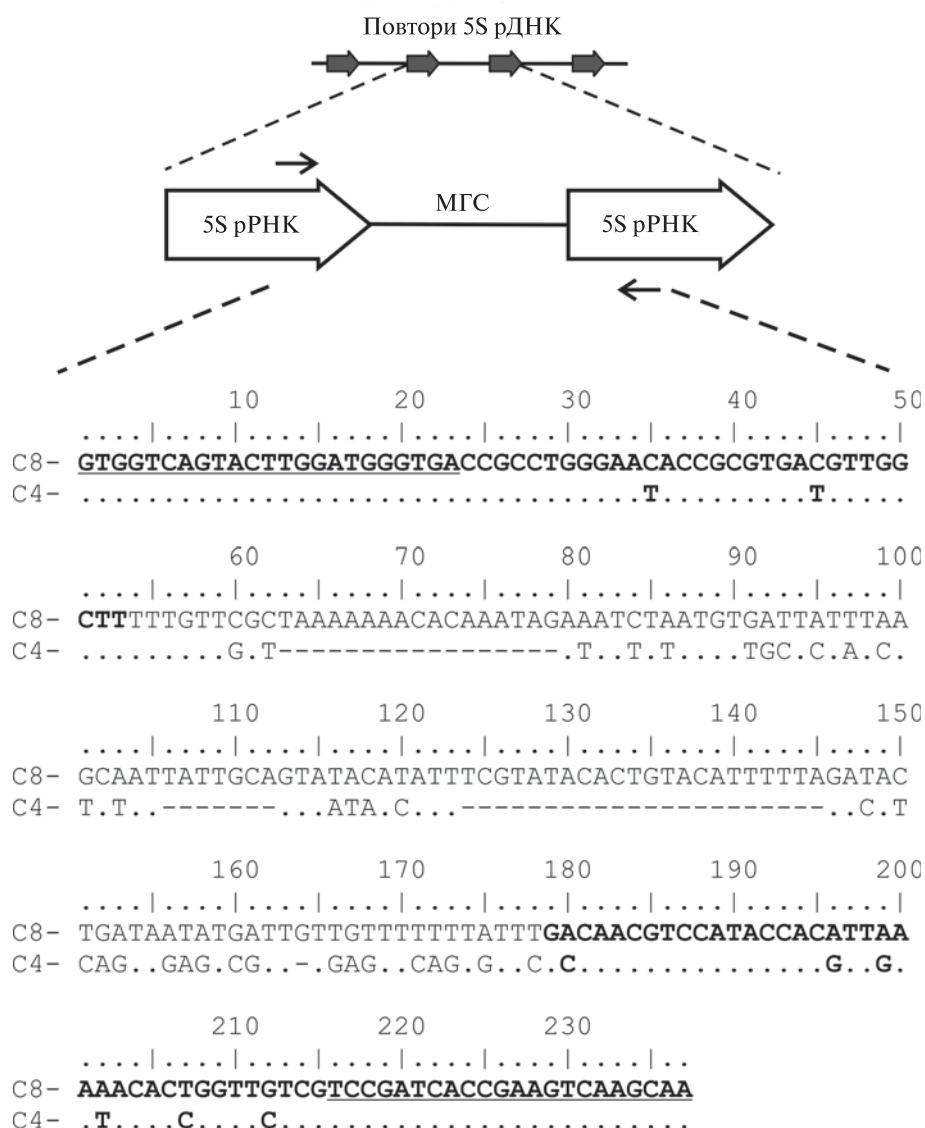 Повтори 5S рДНК
МГС
5S рРНК 5S рРНК
10 20 30 40 50
....|....|....|....|....|....|....|....|....|....|
C8- GTGGTCAGTACTTGGATGGGTGACCGCCTGGGAACACCGCGTGACGTTGG
C4- ..................................T.........T.....
60 70 80 90 100
....|....|....|....|....|....|....|....|....|....|
C8- CTTTTTGTTCGCTAAAAAAACACAAATAGAAATCTAATGTGATTATTTAA
C4- .........G.T-----------------.T..T.T....TGC.C.A.C.
110 120 130 140 150
....|....|....|....|....|....|....|....|....|....|
C8- GCAATTATTGCAGTATACATATTTCGTATACACTGTACATTTTTAGATAC
C4- T.T..-------...ATA.C...----------------------..C.T
160 170 180 190 200
....|....|....|....|....|....|....|....|....|....|
C8- TGATAATATGATTGTTGTTTTTTTATTTGACAACGTCCATACCACATTAA
C4- CAG..GAG.CG..-.GAG..CAG.G..C.C...............G..G.
210 220 230
....|....|....|....|....|....|....|..
C8- AAACACTGGTTGTCGTCCGATCACCGAAGTCAAGCAA
C4- .T....C....C.........................